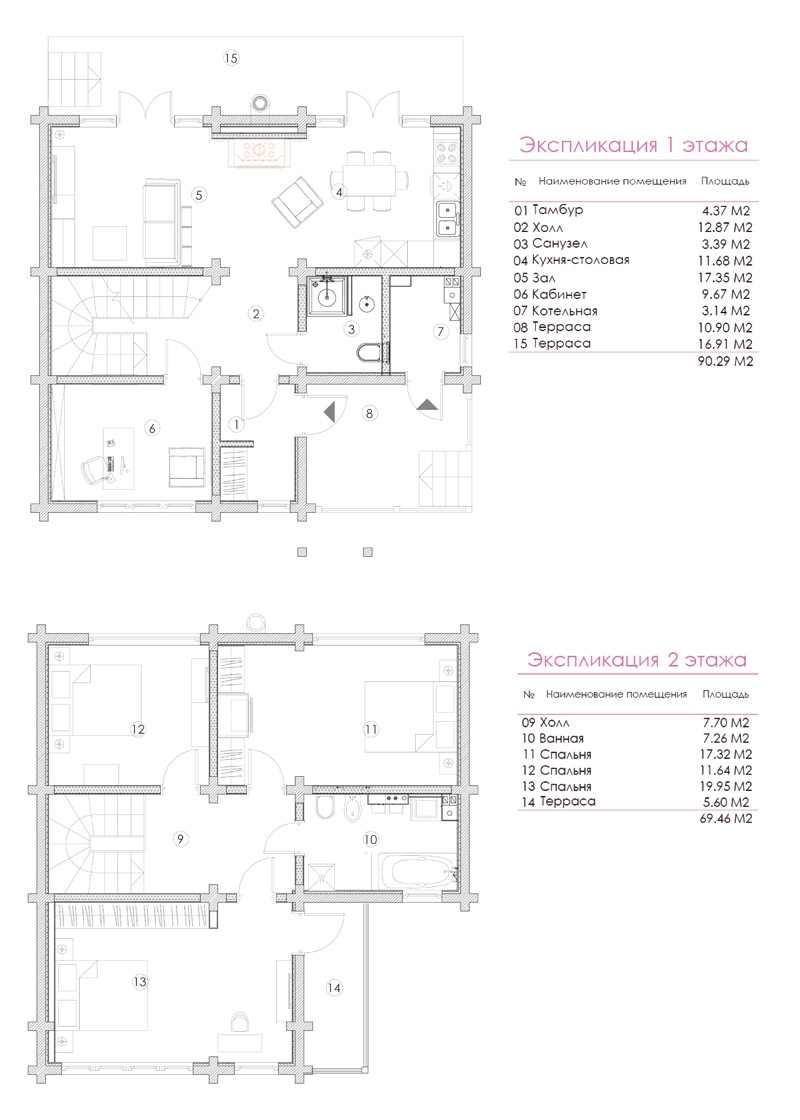 15
5
4
2
3
7
1
6
8
Экспликация 1 этажа
№ Наименование помещения Площадь
01 Тамбур 4.37 М2
02 Холл 12.87 М2
03 Санузел 3.39 М2
04 Кухня-столовая 11.68 М2
05 Зал 17.35 М2
06 Кабинет 9.67 М2
07 Котельная 3.14 М2
08 Терраса 10.90 М2
15 Терраса 16.91 М2
90.29 М2
12
11
9
10
W
13
14
Экспликация 2 этажа
№ Наименование помещения Площадь
09 Холл 7.70 М2
10 Ванная 7.26 М2
11 Спальня 17.32 М2
12 Спальня 11.64 М2
13 Спальня 19.95 М2
14 Терраса 5.60 М2
69.46 М2